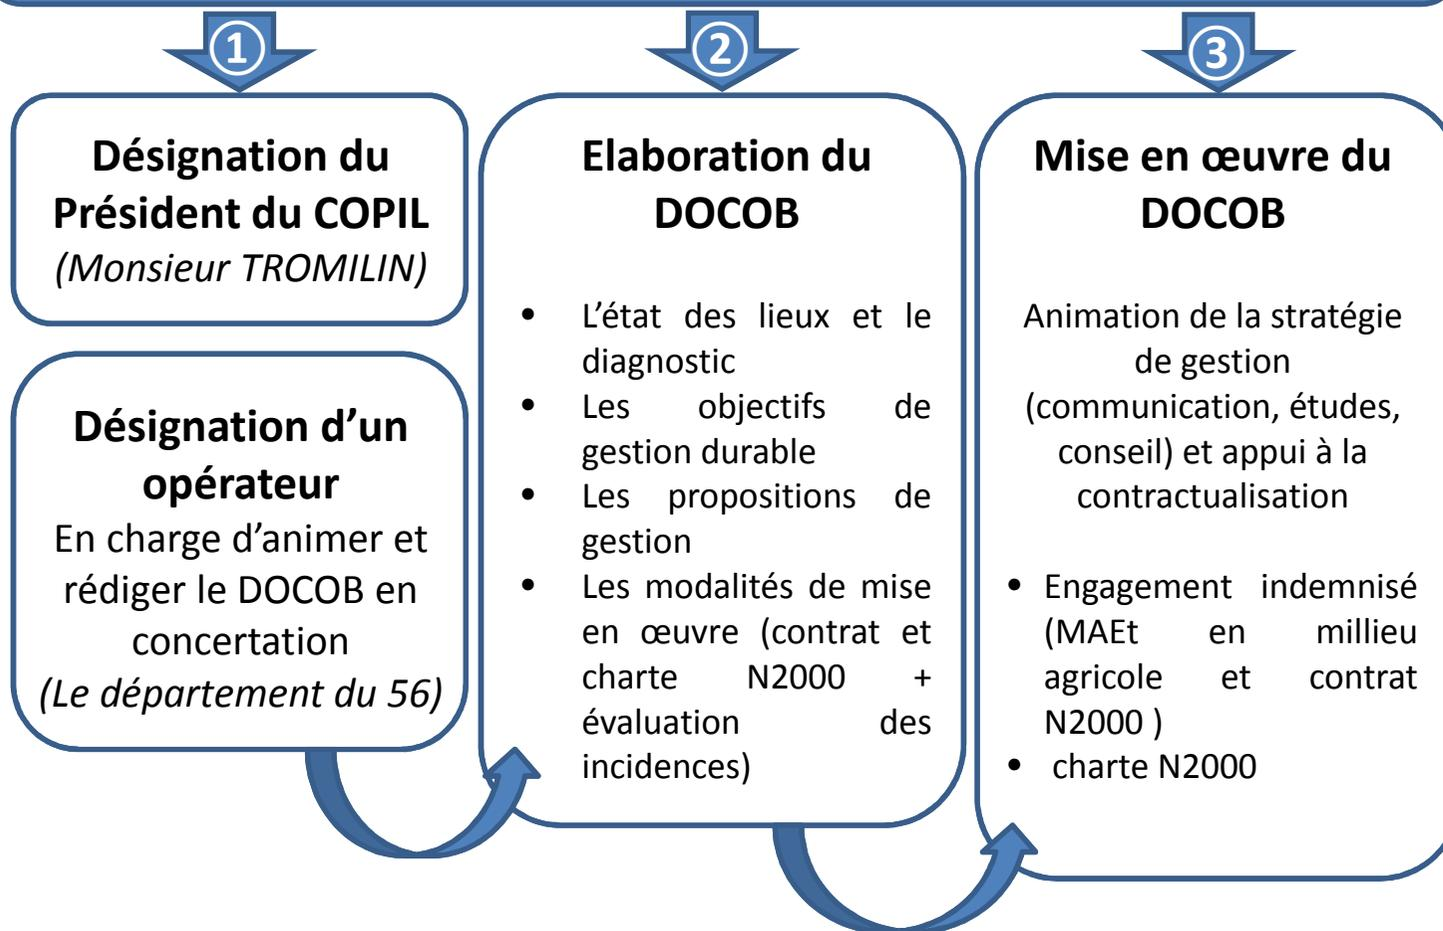 1
Désignation du
Président du COPIL
(Monsieur TROMILIN)
Désignation d’un
opérateur
En charge d’animer et
rédiger le DOCOB en
concertation
(Le département du 56)
2
Elaboration du
DOCOB
• L’état des lieux et le
diagnostic
• Les objectifs de
gestion durable
• Les propositions de
gestion
• Les modalités de mise
en œuvre (contrat et
charte N2000 +
évaluation des
incidences)
3
Mise en œuvre du
DOCOB
Animation de la stratégie
de gestion
(communication, études,
conseil) et appui à la
contractualisation
• Engagement indemnisé
(MAEt en millieu
agricole et contrat
N2000 )
• charte N2000